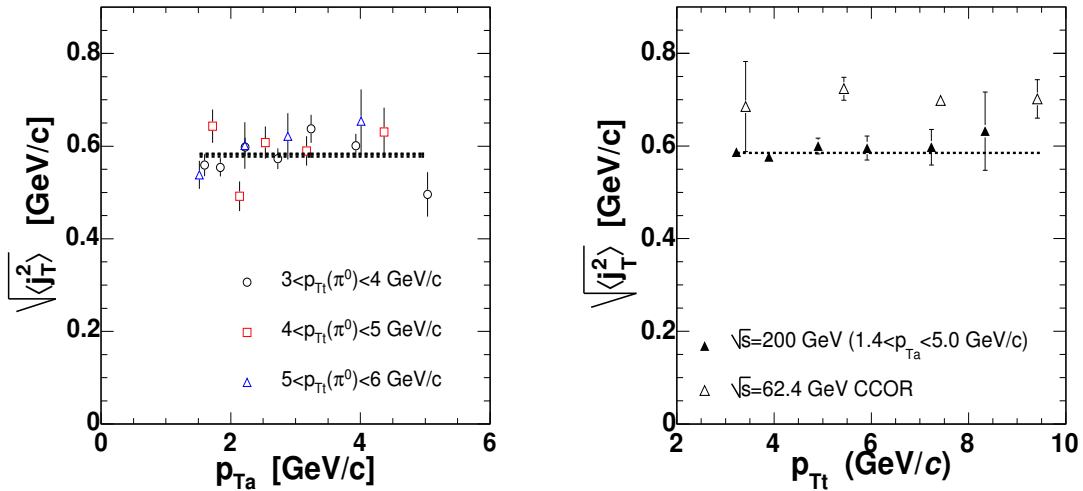 0.8
0.6
0.4
0.2
0
√⟨j_T^2⟩ [GeV/c]
3<p_Tt(π^0)<4 GeV/c
4<p_Tt(π^0)<5 GeV/c
5<p_Tt(π^0)<6 GeV/c
0 2 4 6
p_Ta [GeV/c]
0.8
0.6
0.4
0.2
0
√⟨j_T^2⟩ [GeV/c]
√s=200 GeV (1.4<p_Ta<5.0 GeV/c)
√s=62.4 GeV CCOR
2 4 6 8 10
p_Tt (GeV/c)